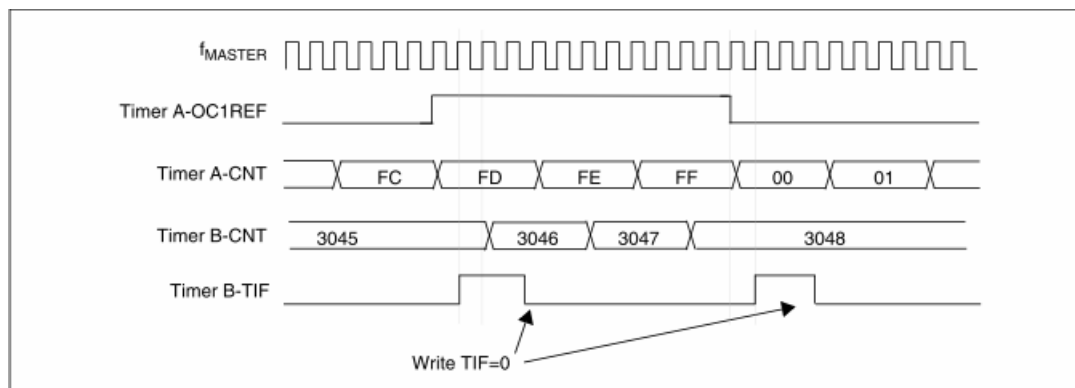 fMASTER
Timer A-OC1REF
Timer A-CNT FC FD FE FF 00 01
Timer B-CNT 3045 3046 3047 3048
Timer B-TIF
Write TIF=0